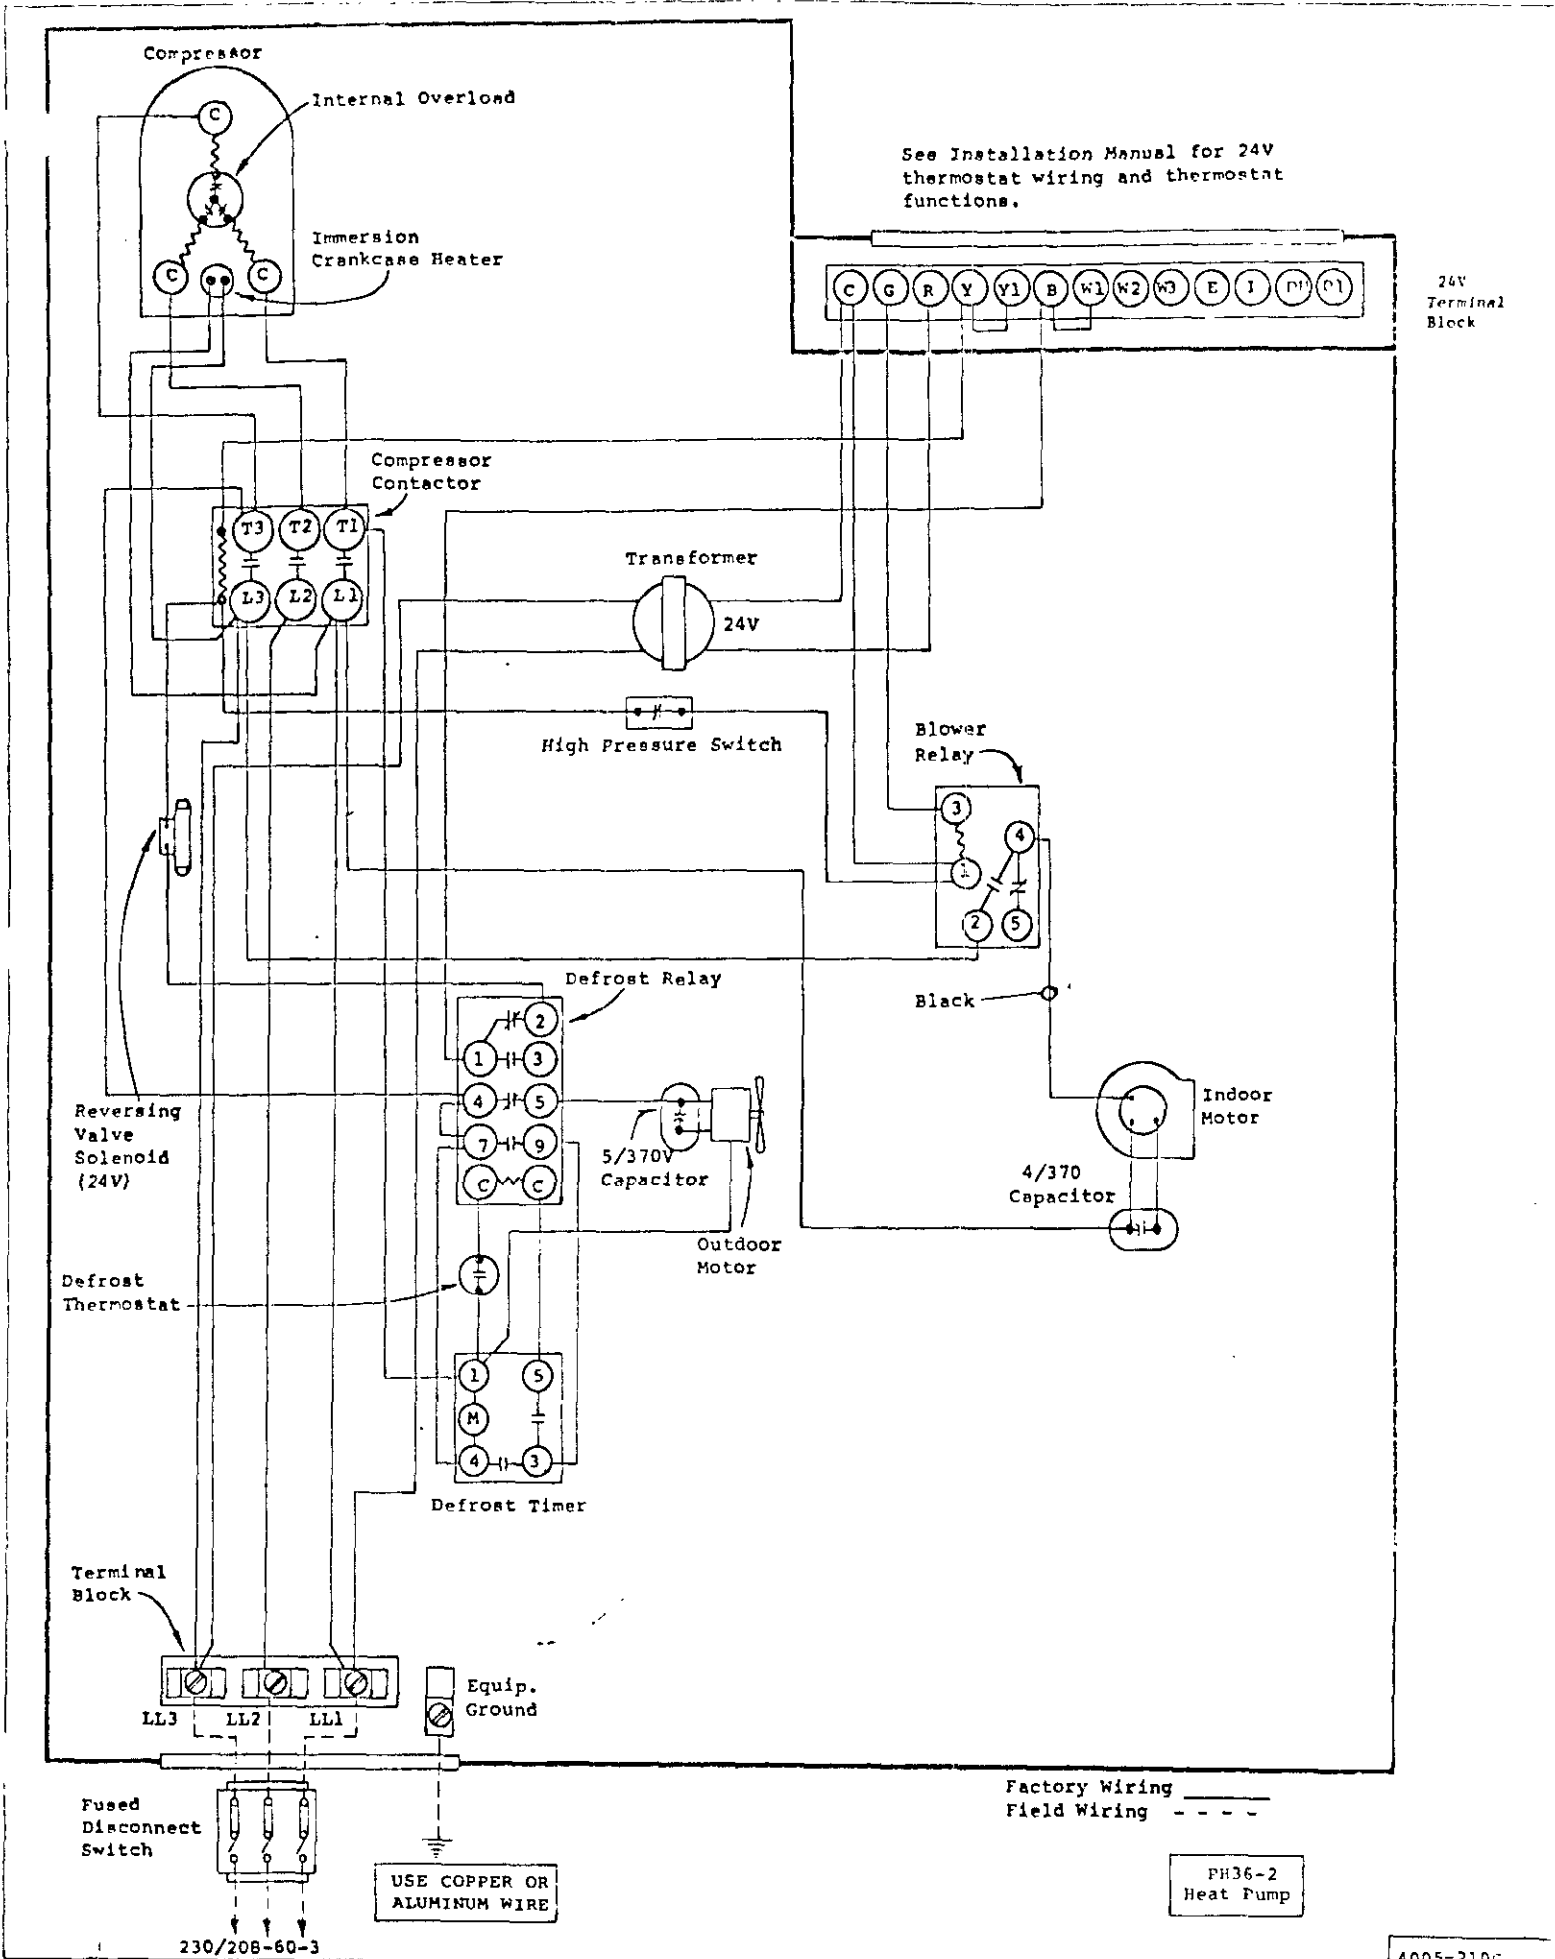 Compressor
C
Internal Overload
Immersion
Crankcase Heater
C
C
See Installation Manual for 24V
thermostat wiring and thermostat
functions.
C G R Y Y1 B W1 W2 W3 E I
24V
Terminal
Block
Compressor
Contactor
T3 T2 T1
L3 L2 L1
Transformer
24V
High Pressure Switch
Blower
Relay
3
4
1
2 5
Black
Defrost Relay
2
1 3
4 5
7 9
C C
Reversing
Valve
Solenoid
(24V)
5/370V
Capacitor
Outdoor
Motor
Indoor
Motor
4/370
Capacitor
Defrost
Thermostat
1 5
M
4 3
Defrost Timer
Terminal
Block
LL3 LL2 LL1
Equip.
Ground
Fused
Disconnect
Switch
USE COPPER OR
ALUMINUM WIRE
230/208-60-3
Factory Wiring
Field Wiring
PH36-2
Heat Pump